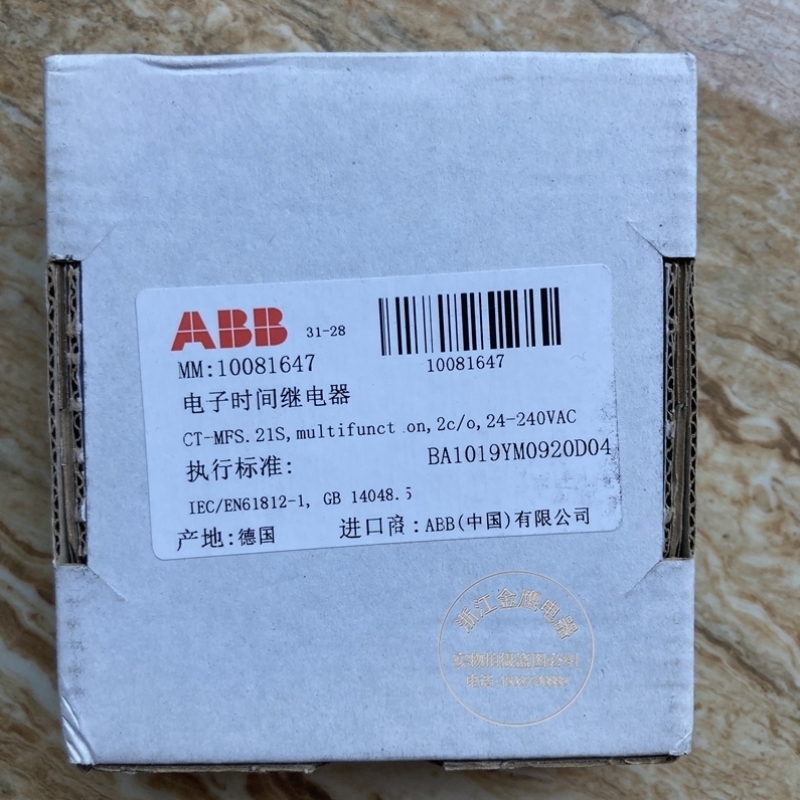 ABB 31-28
MM:10081647
10081647
电子时间继电器
CT-MFS.21S,multifunct on,2c/o,24-240VAC
执行标准:
BA1019YM0920D04
IEC/EN61812-1, GB 14048.5
产地:德国 进口商:ABB(中国)有限公司
浙江金鹰电器
电话: